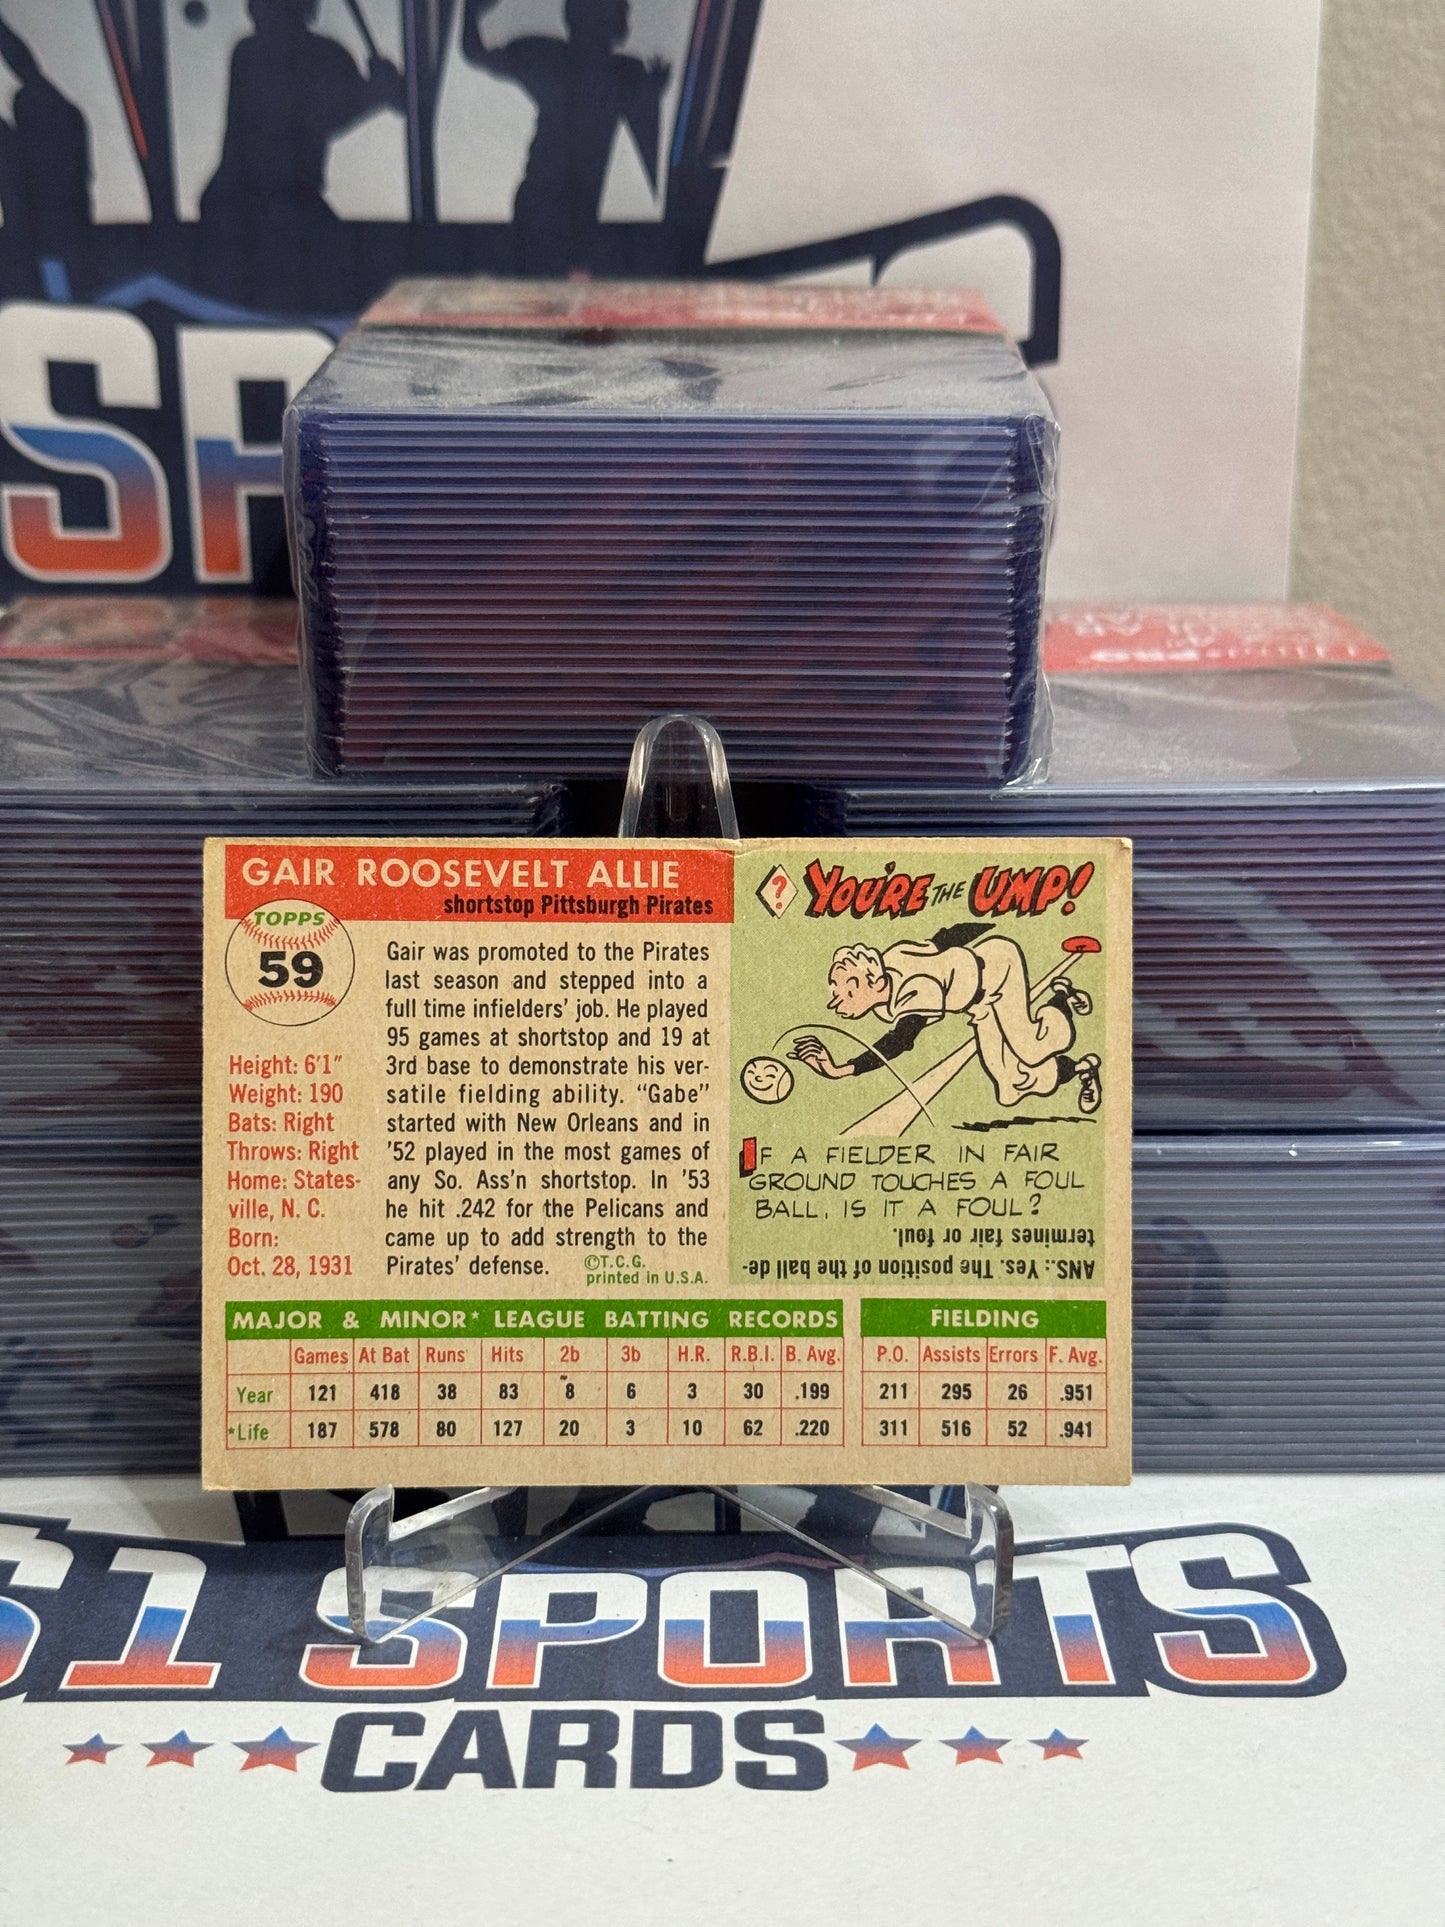 SP
GAIR ROOSEVELT ALLIE
shortstop Pittsburgh Pirates
TOPPS
59
Height: 6'1"
Weight: 190
Bats: Right
Throws: Right
Home: States-
ville, N. C.
Born:
Oct. 28, 1931
Gair was promoted to the Pirates
last season and stepped into a
full time infielders' job. He played
95 games at shortstop and 19 at
3rd base to demonstrate his ver-
satile fielding ability. "Gabe"
started with New Orleans and in
'52 played in the most games of
any So. Ass'n shortstop. In '53
he hit .242 for the Pelicans and
came up to add strength to the
Pirates' defense.
©T.C.G.
printed in U.S.A.
? YOU'RE THE UMP!
IF A FIELDER IN FAIR
GROUND TOUCHES A FOUL
BALL, IS IT A FOUL?
ANS.: Yes. The position of the ball de-
termines fair or foul.
MAJOR & MINOR* LEAGUE BATTING RECORDS
Games At Bat Runs Hits 2b 3b H.R. R.B.I. B. Avg.
Year 121 418 38 83 8 6 3 30 .199
*Life 187 578 80 127 20 3 10 62 .220
FIELDING
P.O. Assists Errors F. Avg.
211 295 26 .951
311 516 52 .941
51 SPORTS
CARDS